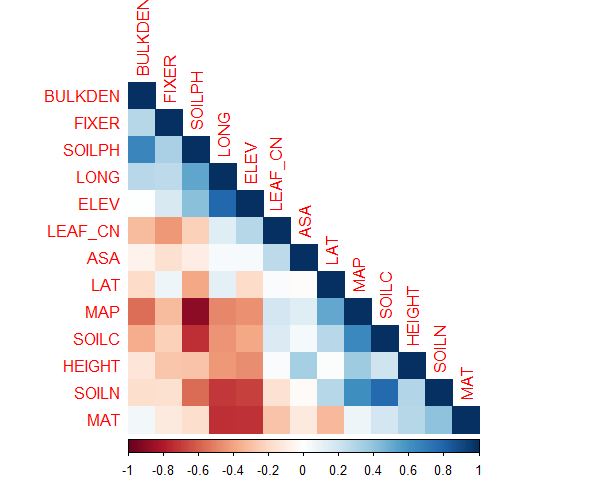 BULKDEN
FIXER
SOILPH
LONG
ELEV
LEAF_CN
ASA
LAT
MAP
SOILC
HEIGHT
SOILN
MAT
BULKDEN
FIXER
SOILPH
LONG
ELEV
LEAF_CN
ASA
LAT
MAP
SOILC
HEIGHT
SOILN
MAT
-1 -0.8 -0.6 -0.4 -0.2 0 0.2 0.4 0.6 0.8 1